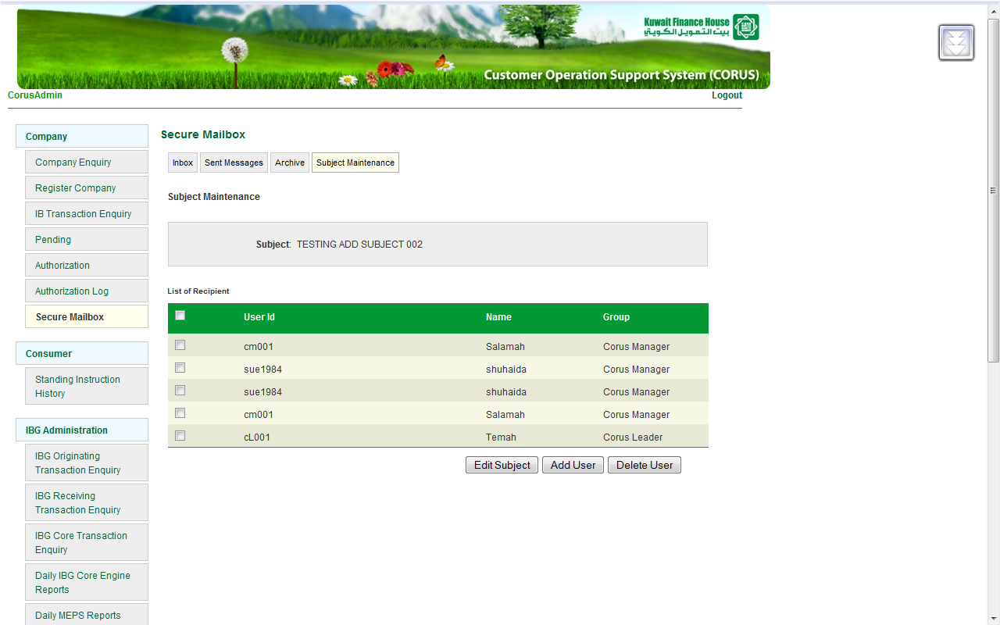 Kuwait Finance House
بيت التمويل الكويتي
Customer Operation Support System (CORUS)
CorusAdmin
Logout
Company
Company Enquiry
Register Company
IB Transaction Enquiry
Pending
Authorization
Authorization Log
Secure Mailbox
Consumer
Standing Instruction
History
IBG Administration
IBG Originating
Transaction Enquiry
IBG Receiving
Transaction Enquiry
IBG Core Transaction
Enquiry
Daily IBG Core Engine
Reports
Daily MEPS Reports
Secure Mailbox
Inbox Sent Messages Archive Subject Maintenance
Subject Maintenance
Subject: TESTING ADD SUBJECT 002
List of Recipient
User Id Name Group
cm001 Salamah Corus Manager
sue1984 shuhaida Corus Manager
sue1984 shuhaida Corus Manager
cm001 Salamah Corus Manager
cL001 Temah Corus Leader
Edit Subject Add User Delete User